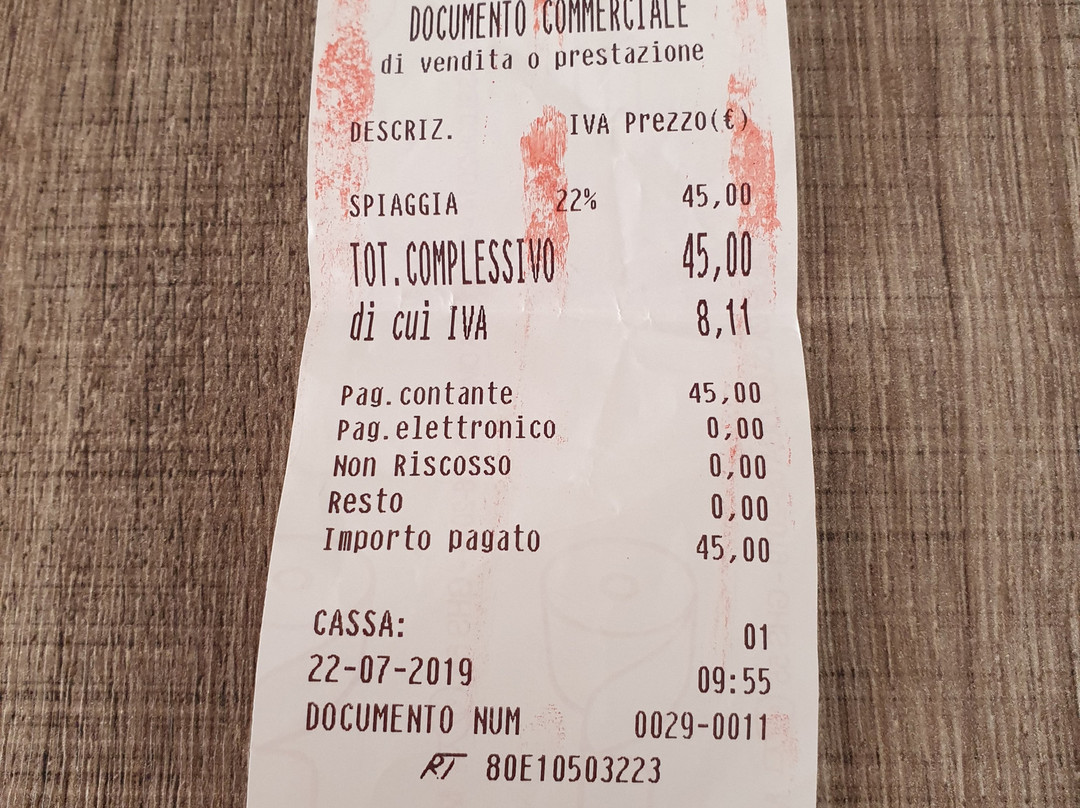 DOCUMENTO COMMERCIALE
di vendita o prestazione
DESCRIZ. IVA Prezzo(€)
SPIAGGIA 22% 45,00
TOT.COMPLESSIVO 45,00
di cui IVA 8,11
Pag.contante 45,00
Pag.elettronico 0,00
Non Riscosso 0,00
Resto 0,00
Importo pagato 45,00
CASSA: 01
22-07-2019 09:55
DOCUMENTO NUM 0029-0011
RT 80E10503223